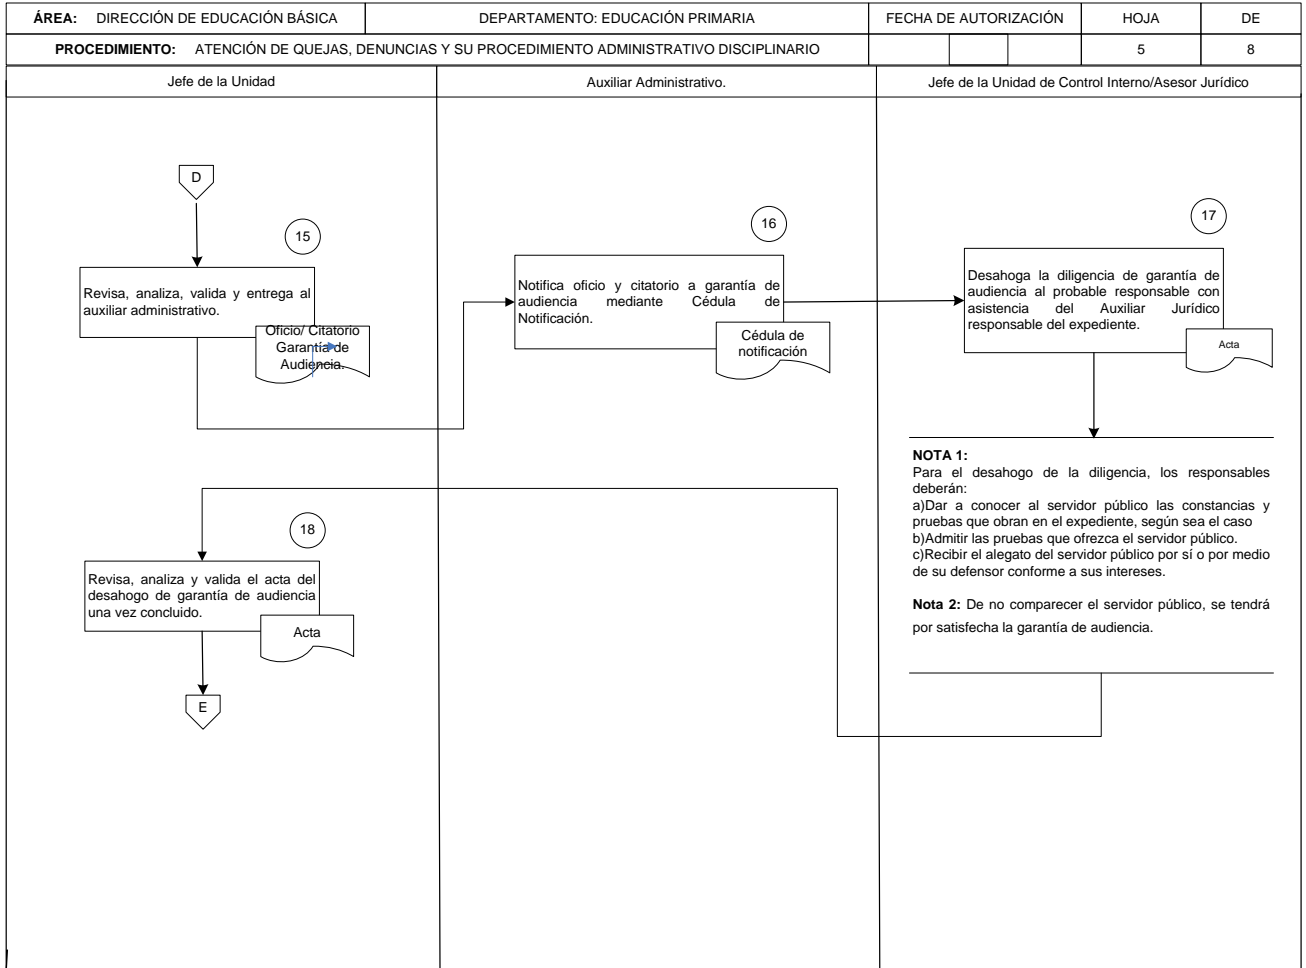 ÁREA: DIRECCIÓN DE EDUCACIÓN BÁSICA
DEPARTAMENTO: EDUCACIÓN PRIMARIA
FECHA DE AUTORIZACIÓN
HOJA
DE
PROCEDIMIENTO: ATENCIÓN DE QUEJAS, DENUNCIAS Y SU PROCEDIMIENTO ADMINISTRATIVO DISCIPLINARIO
5
8
Jefe de la Unidad
Auxiliar Administrativo.
Jefe de la Unidad de Control Interno/Asesor Jurídico
D
15
Revisa, analiza, valida y entrega al
auxiliar administrativo.
Oficio/ Citatorio
Garantía de
Audiencia.
16
Notifica oficio y citatorio a garantía de
audiencia mediante Cédula de
Notificación.
Cédula de
notificación
17
Desahoga la diligencia de garantía de
audiencia al probable responsable con
asistencia del Auxiliar Jurídico
responsable del expediente.
Acta
NOTA 1:
Para el desahogo de la diligencia, los responsables
deberán:
a)Dar a conocer al servidor público las constancias y
pruebas que obran en el expediente, según sea el caso
b)Admitir las pruebas que ofrezca el servidor público.
c)Recibir el alegato del servidor público por sí o por medio
de su defensor conforme a sus intereses.
Nota 2: De no comparecer el servidor público, se tendrá
por satisfecha la garantía de audiencia.
18
Revisa, analiza y valida el acta del
desahogo de garantía de audiencia
una vez concluido.
Acta
E